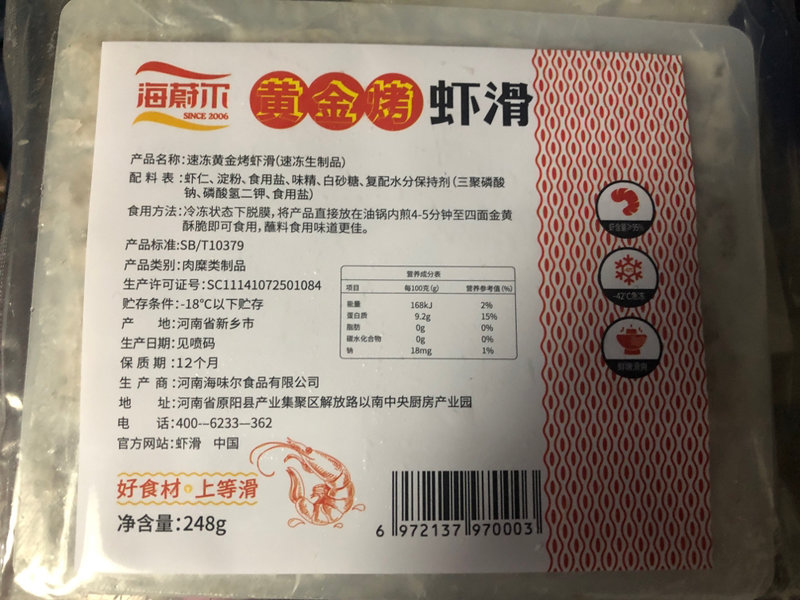 海蔚尔
SINCE 2006
黄金烤虾滑
产品名称:速冻黄金烤虾滑(速冻生制品)
配料表:虾仁、淀粉、食用盐、味精、白砂糖、复配水分保持剂(三聚磷酸
钠、磷酸氢二钾、食用盐)
食用方法:冷冻状态下脱膜,将产品直接放在油锅内煎4-5分钟至四面金黄
酥脆即可食用,蘸料食用味道更佳。
产品标准:SB/T10379
产品类别:肉糜类制品
生产许可证号:SC11141072501084
贮存条件:-18℃以下贮存
产 地:河南省新乡市
生产日期:见喷码
保质期:12个月
生产商:河南海味尔食品有限公司
地 址:河南省原阳县产业集聚区解放路以南中央厨房产业园
电 话:400--6233—362
官方网站:虾滑 中国
营养成分表
项目 每100克(g) 营养参考值(%)
能量 168kJ 2%
蛋白质 9.2g 15%
脂肪 0g 0%
碳水化合物 0g 0%
钠 18mg 1%
虾含量≥95%
-42℃急冻
好食材·上等滑
净含量:248g
6 972137 970003